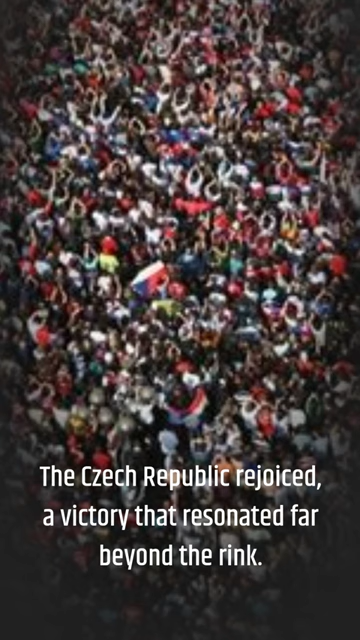 The Czech Republic rejoiced,
a victory that resonated far
beyond the rink.